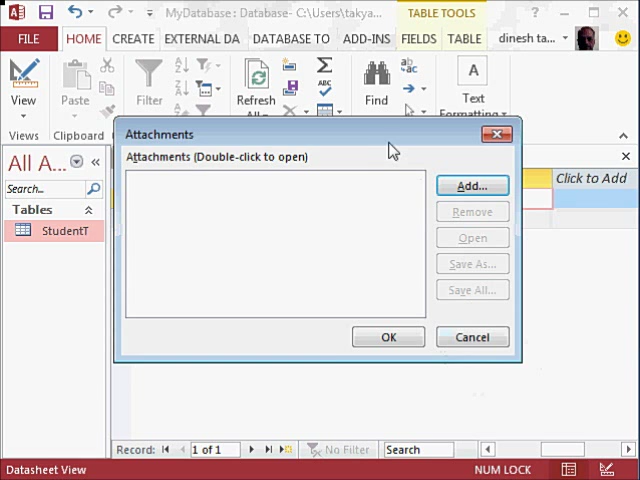 MyDatabase : Database- C:\Users\takya...
TABLE TOOLS
FILE HOME CREATE EXTERNAL DA DATABASE TO ADD-INS FIELDS TABLE dinesh ta...
View Paste Filter Refresh All Find Text Formatting
Views Clipboard
All A...
Search...
Tables
StudentT
Click to Add
Attachments
Attachments (Double-click to open)
Add...
Remove
Open
Save As...
Save All...
OK Cancel
Record: 1 of 1 No Filter Search
Datasheet View NUM LOCK